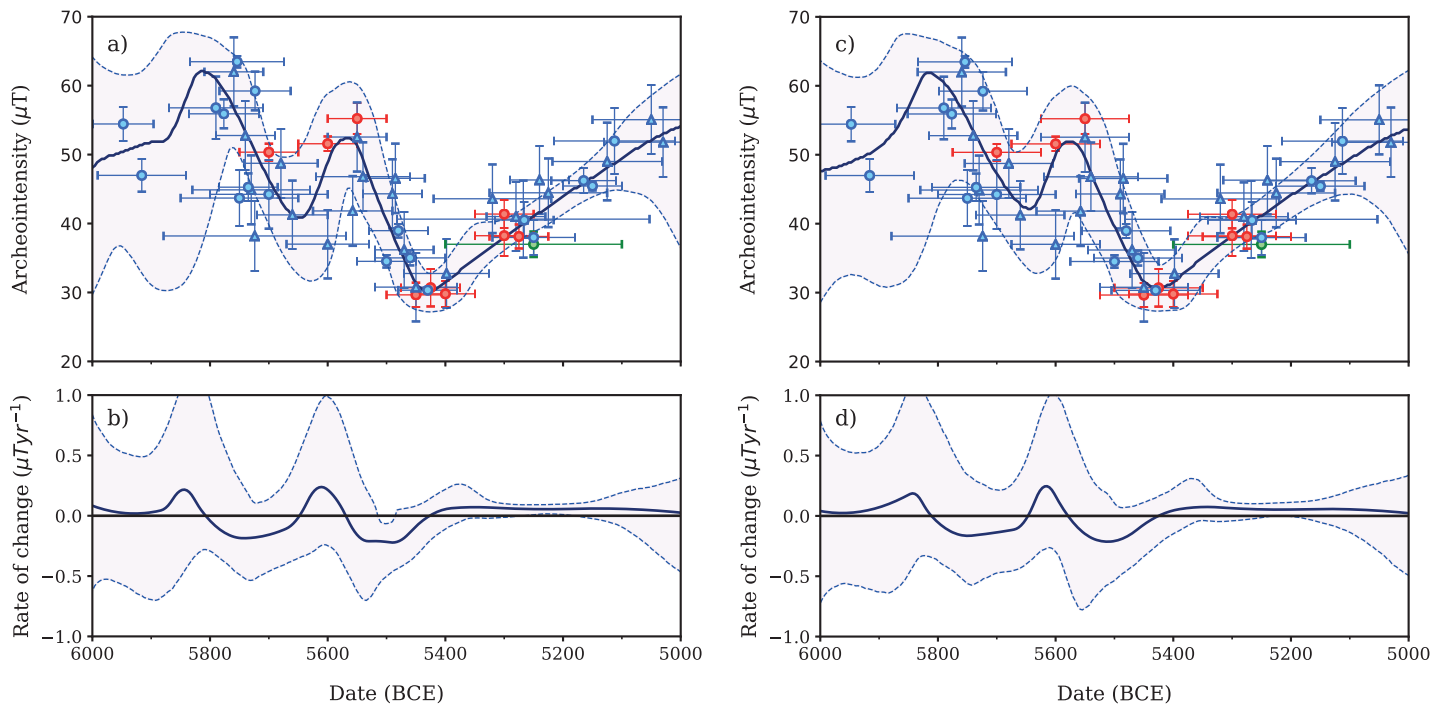 a)
Archeointensity (μT)
70
60
50
40
30
20
c)
Archeointensity (μT)
70
60
50
40
30
20
b)
Rate of change (μTyr⁻¹)
1.0
0.5
0.0
−0.5
−1.0
6000 5800 5600 5400 5200 5000
Date (BCE)
d)
Rate of change (μTyr⁻¹)
1.0
0.5
0.0
−0.5
−1.0
6000 5800 5600 5400 5200 5000
Date (BCE)